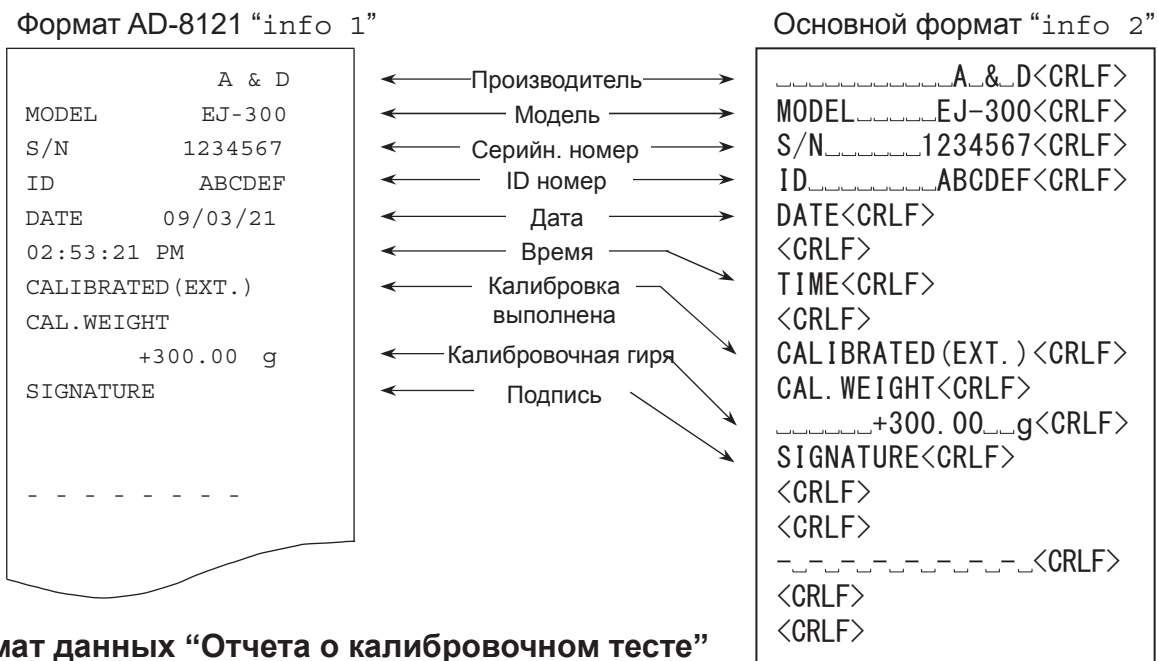 Формат AD-8121 “info 1”
A & D
MODEL EJ-300
S/N 1234567
ID ABCDEF
DATE 09/03/21
02:53:21 PM
CALIBRATED(EXT.)
CAL.WEIGHT
+300.00 g
SIGNATURE
- - - - - - - -
Производитель
Модель
Серийн. номер
ID номер
Дата
Время
Калибровка
выполнена
Калибровочная гиря
Подпись
Основной формат “info 2”
␣␣␣␣␣␣␣␣␣␣␣A␣&␣D<CRLF>
MODEL␣␣␣␣␣EJ-300<CRLF>
S/N␣␣␣␣␣␣1234567<CRLF>
ID␣␣␣␣␣␣␣␣ABCDEF<CRLF>
DATE<CRLF>
<CRLF>
TIME<CRLF>
<CRLF>
CALIBRATED(EXT.)<CRLF>
CAL.WEIGHT<CRLF>
␣␣␣␣␣␣+300.00␣␣g<CRLF>
SIGNATURE<CRLF>
<CRLF>
<CRLF>
-␣-␣-␣-␣-␣-␣-␣-␣<CRLF>
<CRLF>
<CRLF>
мат данных “Отчета о калибровочном тесте”